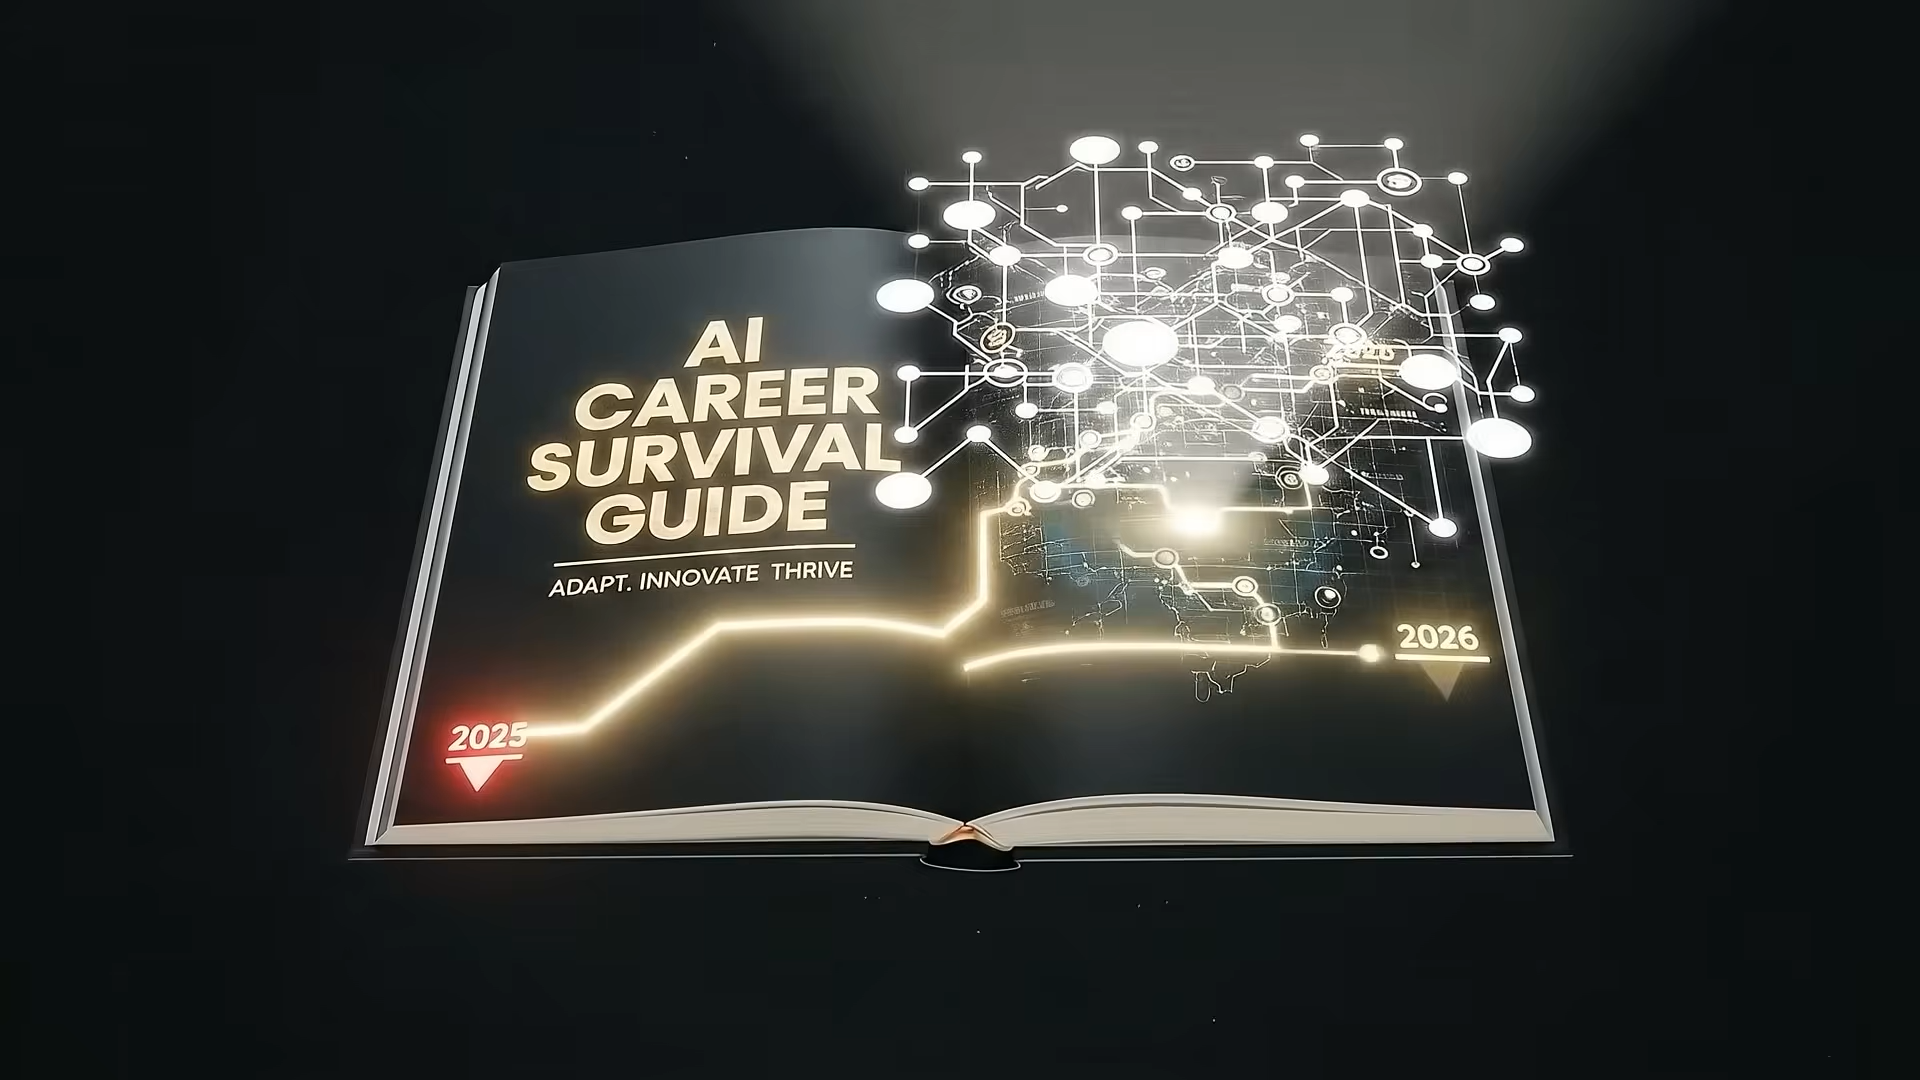 AI
CAREER
SURVIVAL
GUIDE
ADAPT. INNOVATE THRIVE
2026
2025